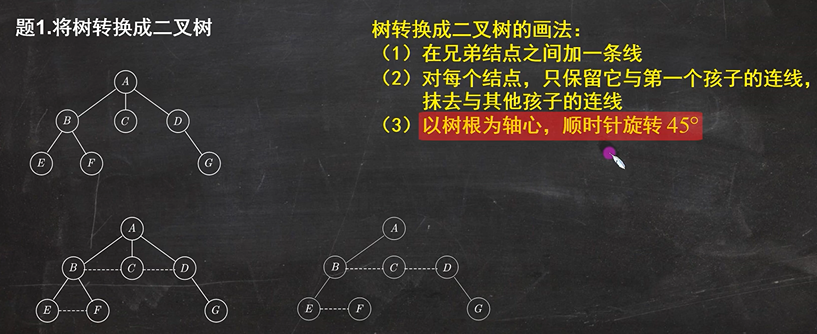 题1.将树转换成二叉树
树转换成二叉树的画法:
(1)在兄弟结点之间加一条线
(2)对每个结点,只保留它与第一个孩子的连线,
抹去与其他孩子的连线
(3)以树根为轴心,顺时针旋转 45°
A
B C D
E F G
A
B C D
E F G
A
B C D
E F G